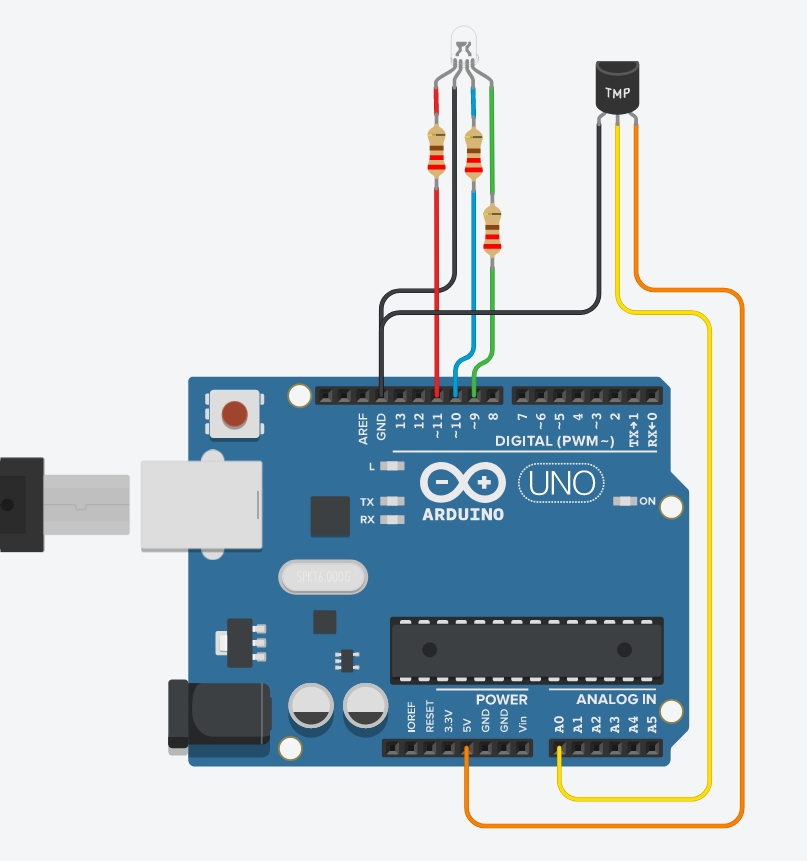 TMP
AREF
GND
13
12
~11
~10
~9
8
7
~6
~5
4
~3
2
TX→1
RX←0
DIGITAL (PWM~)
L
TX
RX
UNO
ARDUINO
ON
SPK16.000G
POWER
ANALOG IN
IOREF
RESET
3.3V
5V
GND
GND
Vin
A0
A1
A2
A3
A4
A5